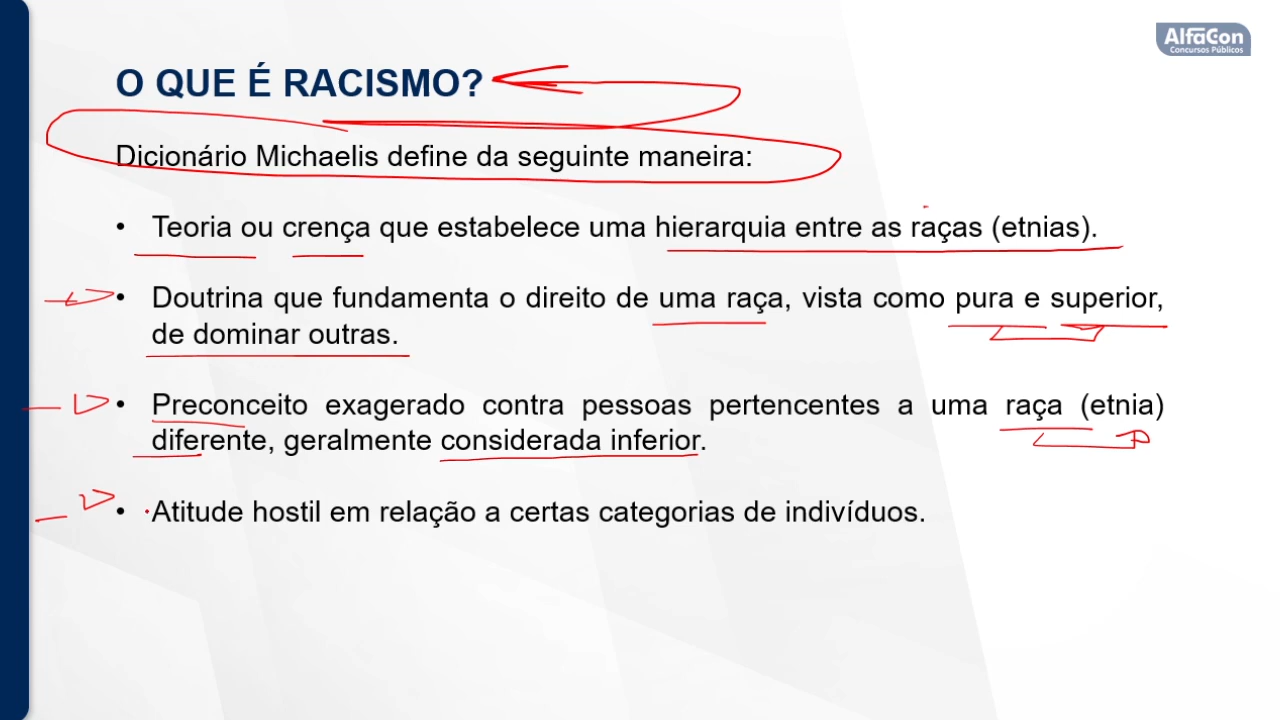 AlfaCon
Concursos Públicos
O QUE É RACISMO?
Dicionário Michaelis define da seguinte maneira:
• Teoria ou crença que estabelece uma hierarquia entre as raças (etnias).
• Doutrina que fundamenta o direito de uma raça, vista como pura e superior,
de dominar outras.
• Preconceito exagerado contra pessoas pertencentes a uma raça (etnia)
diferente, geralmente considerada inferior.
• Atitude hostil em relação a certas categorias de indivíduos.